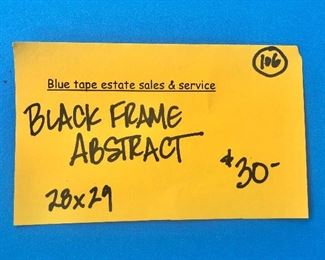 106
Blue tape estate sales & service
BLACK FRAME
ABSTRACT
$30-
28x29